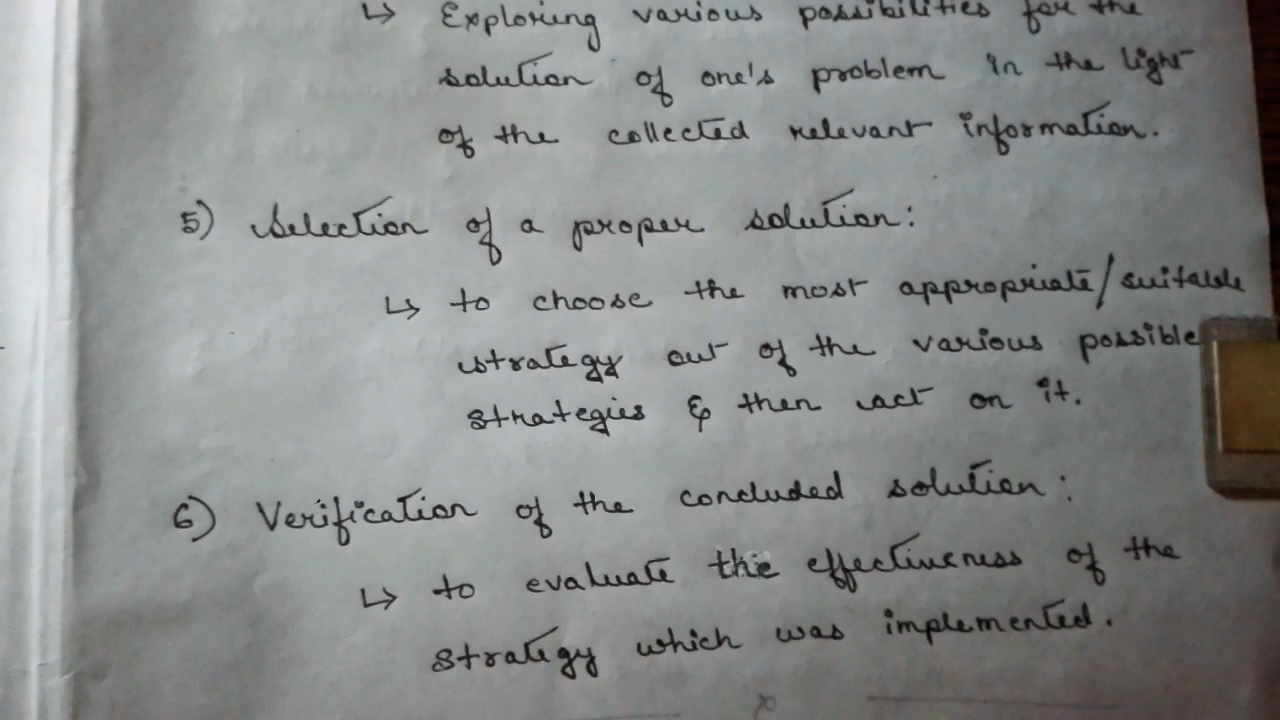 ↳ Exploring various possibilities for the
solution of one's problem in the light
of the collected relevant information.
5) Selection of a proper solution:
↳ to choose the most appropriate/suitable
strategy out of the various possible
strategies & then act on it.
6) Verification of the concluded solution:
↳ to evaluate the effectiveness of the
strategy which was implemented.